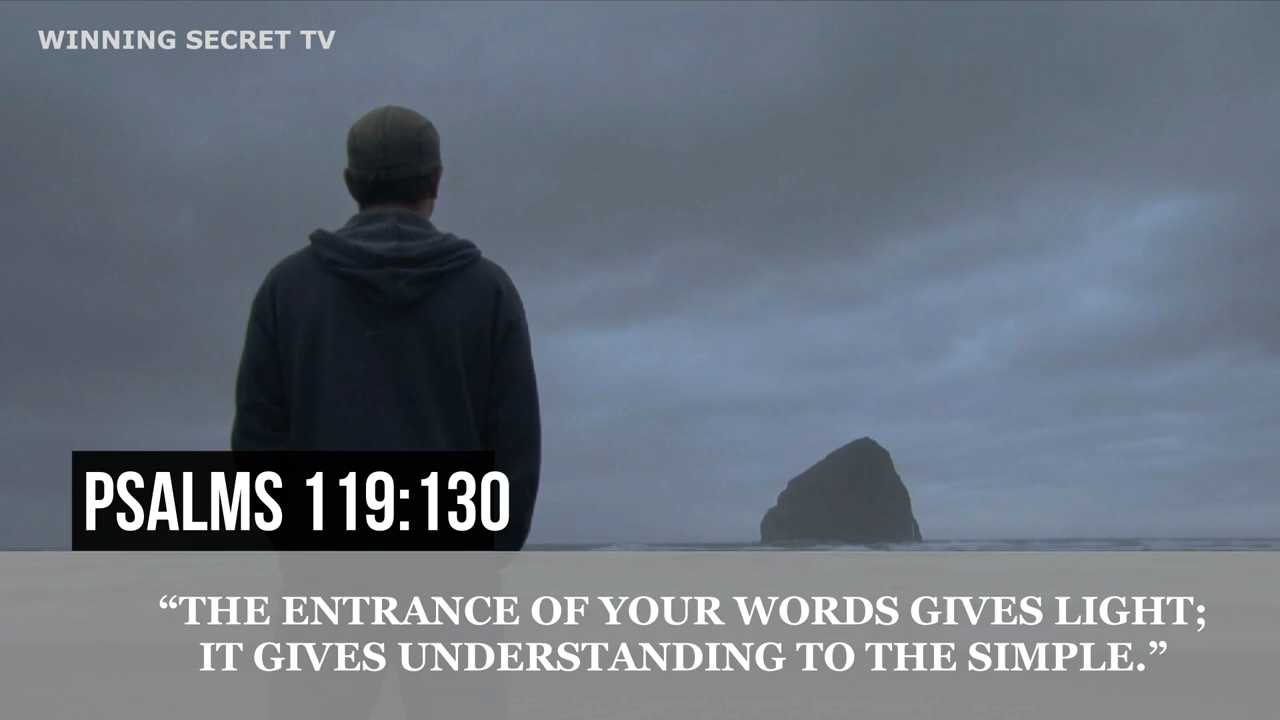 WINNING SECRET TV
PSALMS 119:130
“THE ENTRANCE OF YOUR WORDS GIVES LIGHT;
IT GIVES UNDERSTANDING TO THE SIMPLE.”